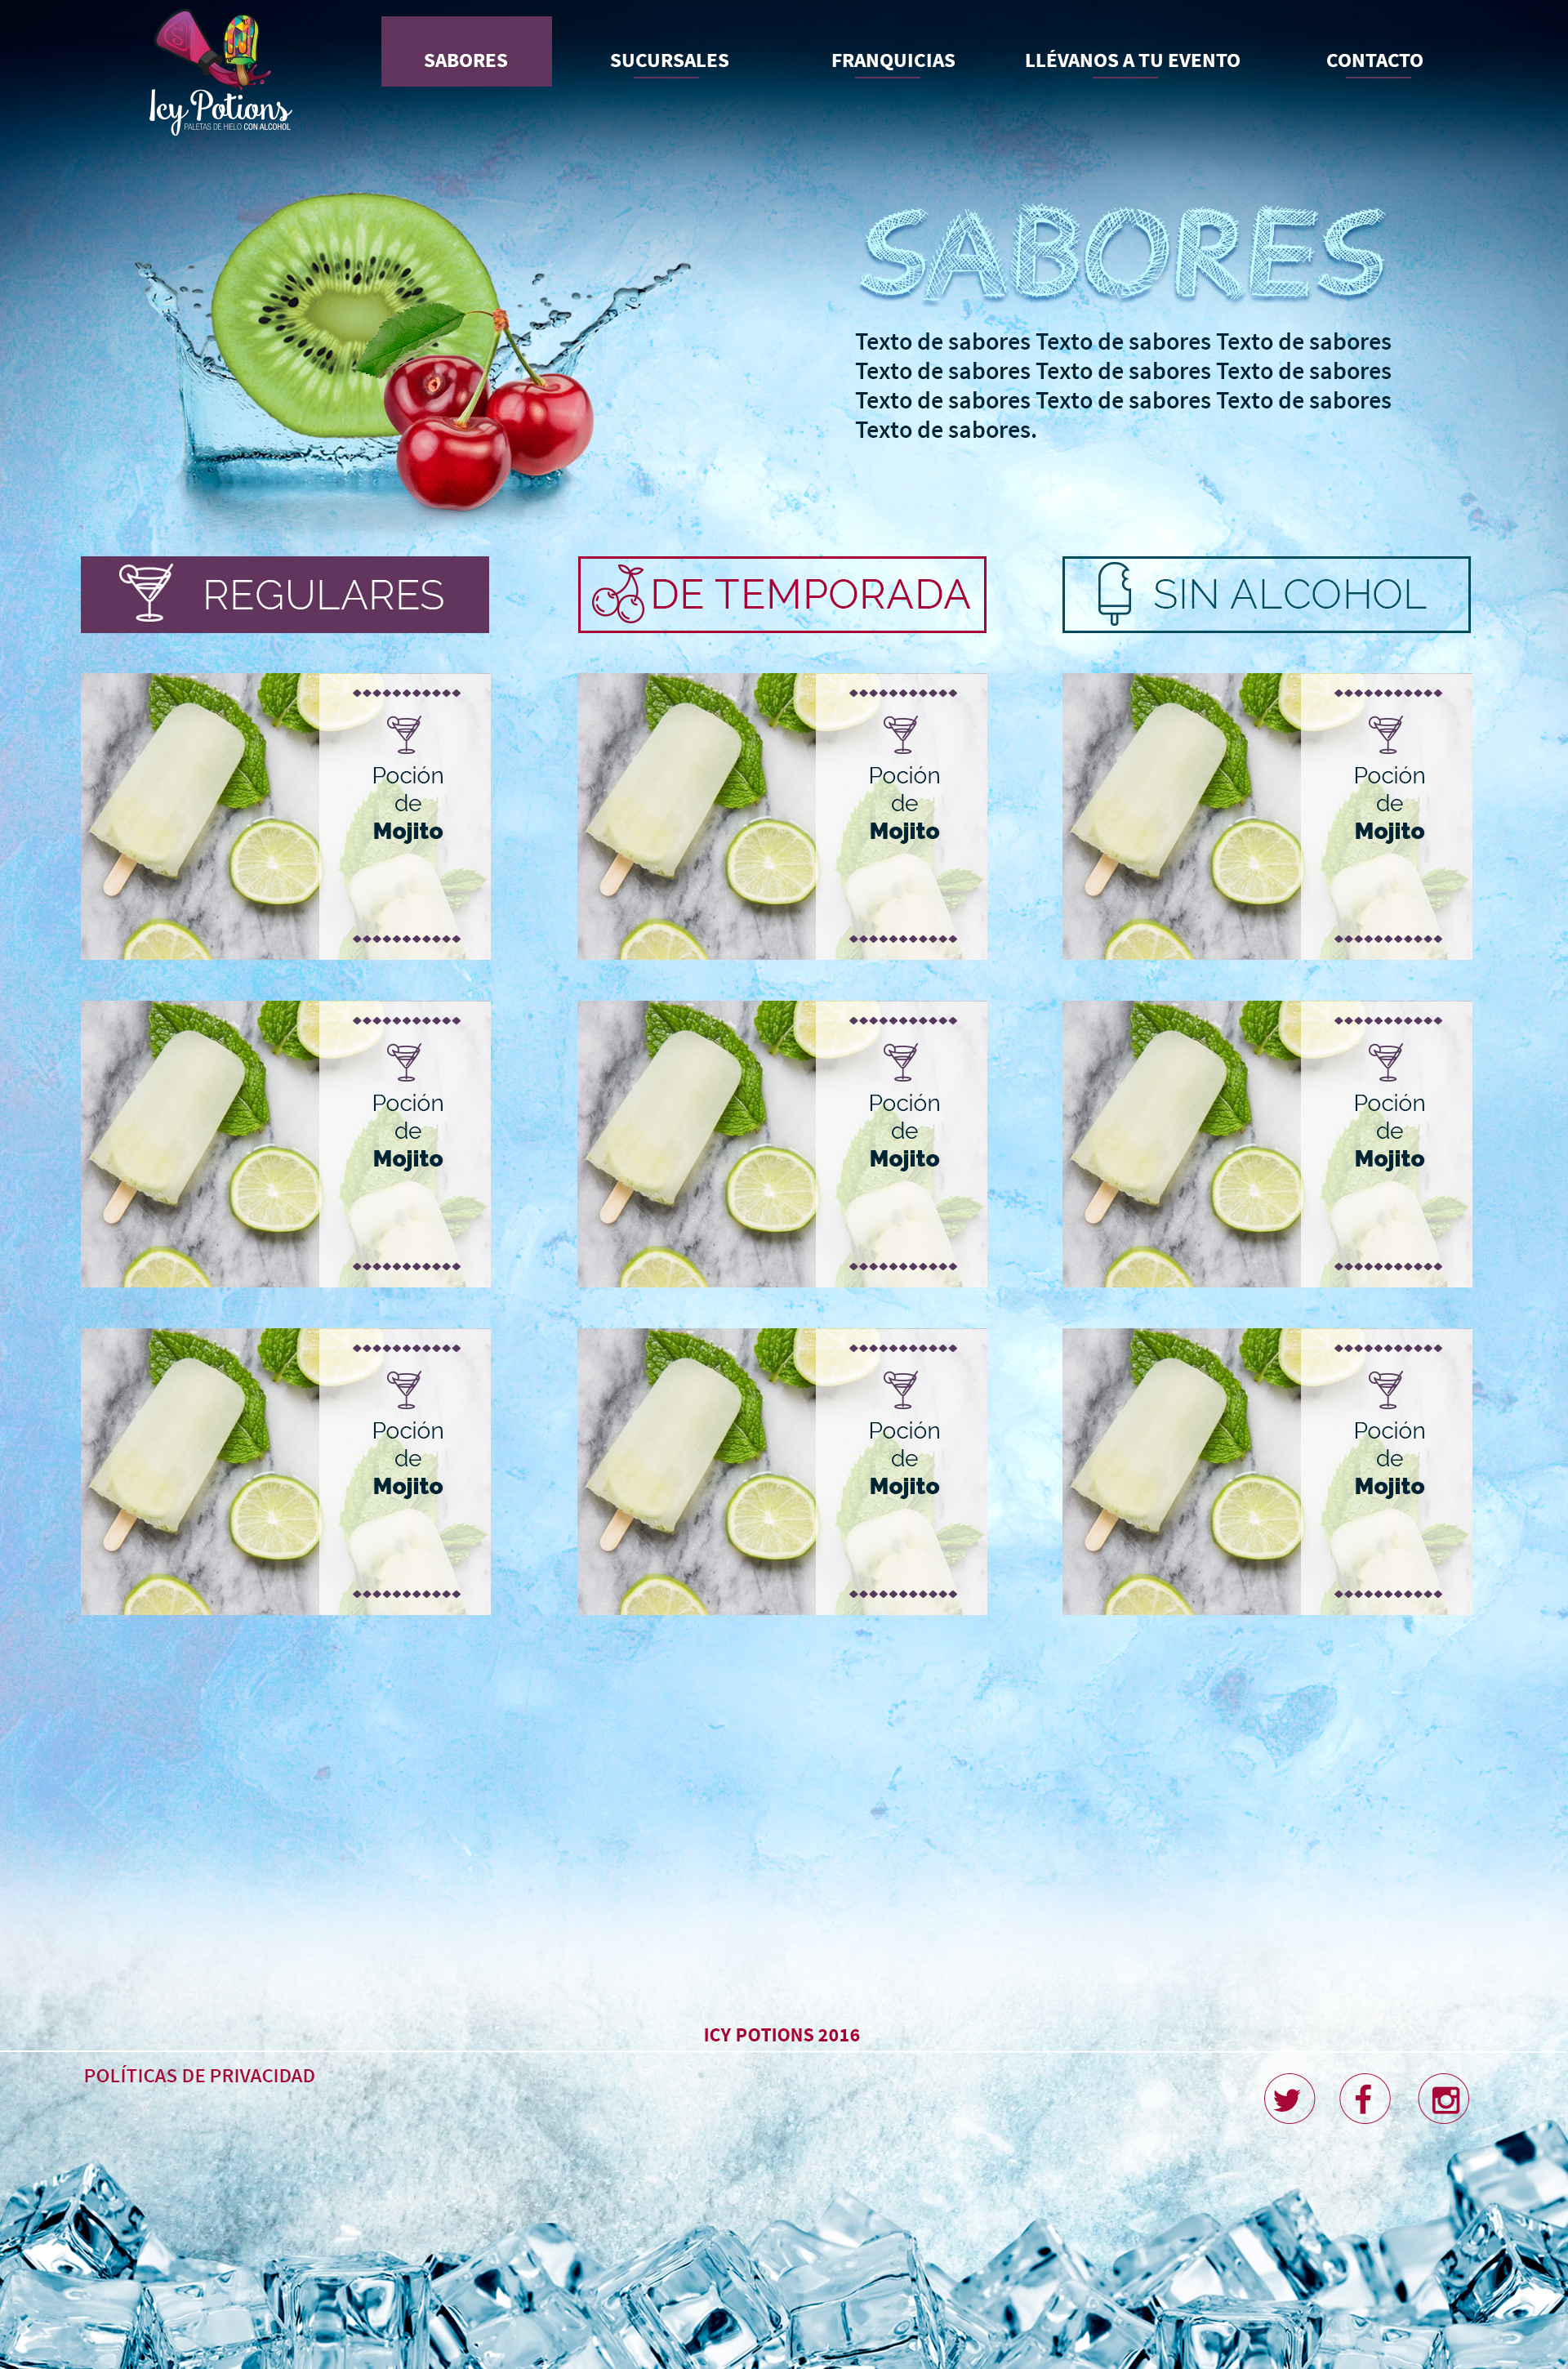 Icy Potions
PALETAS DE HIELO CON ALCOHOL
SABORES
SUCURSALES
FRANQUICIAS
LLÉVANOS A TU EVENTO
CONTACTO
SABORES
Texto de sabores Texto de sabores Texto de sabores
Texto de sabores Texto de sabores Texto de sabores
Texto de sabores Texto de sabores Texto de sabores
Texto de sabores.
REGULARES
DE TEMPORADA
SIN ALCOHOL
Poción
de
Mojito
Poción
de
Mojito
Poción
de
Mojito
Poción
de
Mojito
Poción
de
Mojito
Poción
de
Mojito
Poción
de
Mojito
Poción
de
Mojito
Poción
de
Mojito
ICY POTIONS 2016
POLÍTICAS DE PRIVACIDAD